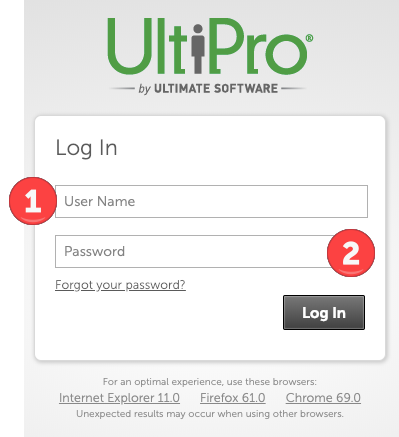 UltiPro®
by ULTIMATE SOFTWARE
Log In
1
User Name
Password
2
Forgot your password?
Log In
For an optimal experience, use these browsers:
Internet Explorer 11.0 Firefox 61.0 Chrome 69.0
Unexpected results may occur when using other browsers.